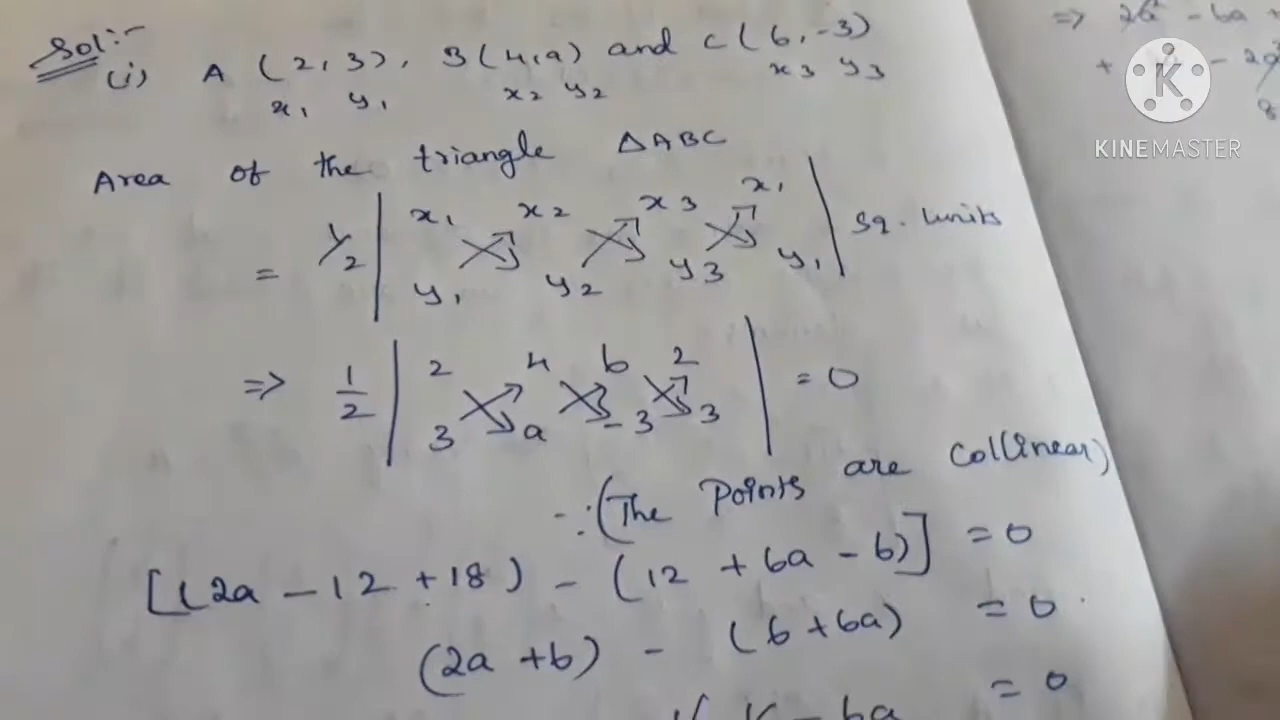 Sol:-
(i) A (2,3), B(4,a) and C(6,-3)
x1 y1 x2 y2 x3 y3
Area of the triangle ΔABC
= 1/2 | x1 x2 x3 x1 | sq. units
y1 y2 y3 y1
=> 1/2 | 2 4 6 2 | = 0
3 a -3 3
∵ (The Points are Collinear)
[(2a - 12 + 18) - (12 + 6a - 6)] = 0
(2a + 6) - (6 + 6a) = 0
- 6a = 0
=> - 6a +
KINEMASTER